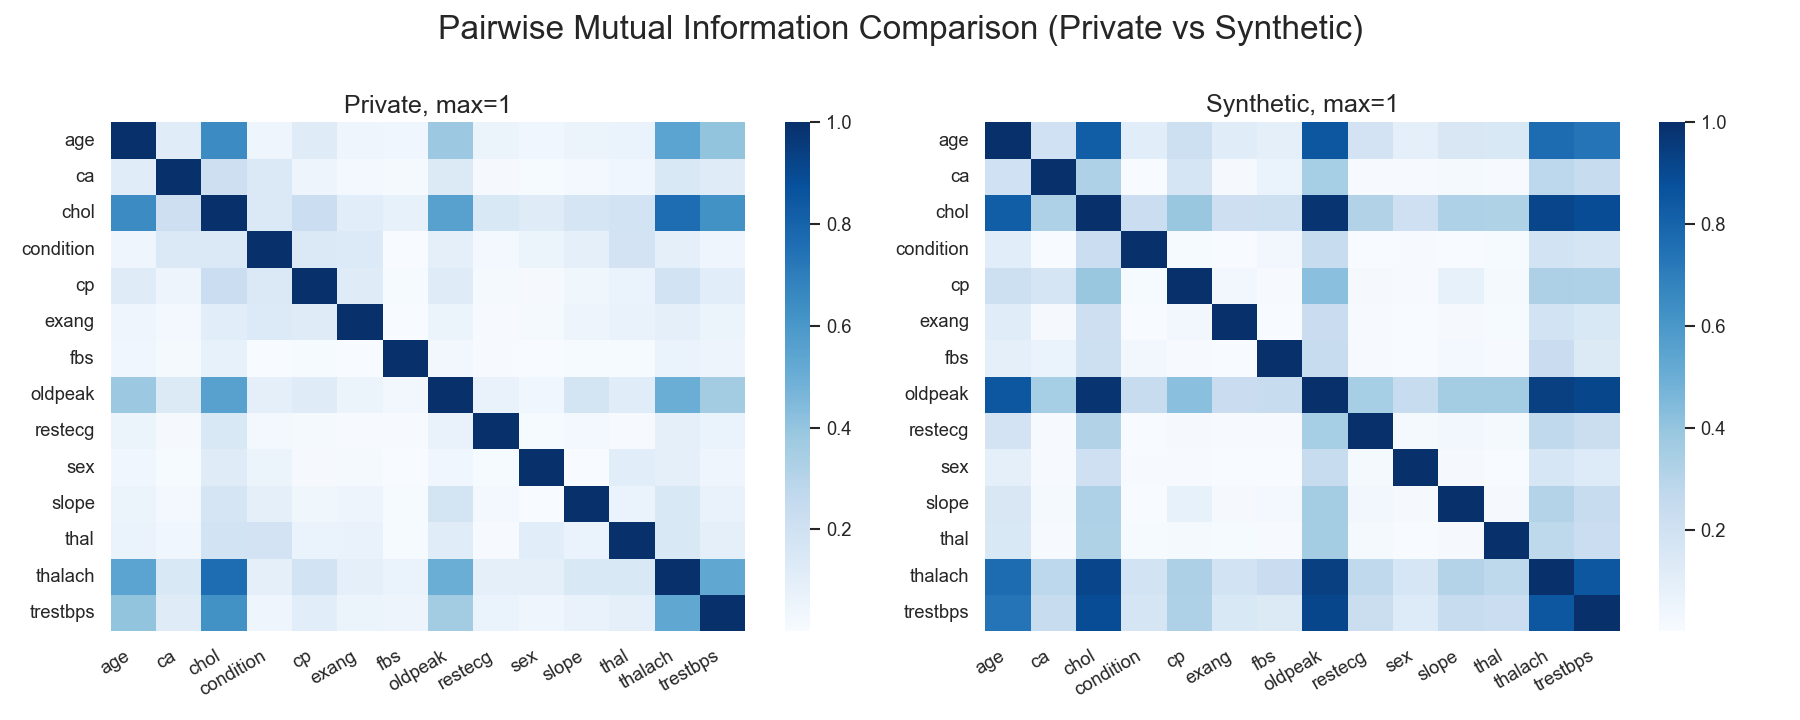 Pairwise Mutual Information Comparison (Private vs Synthetic)
Private, max=1
age
ca
chol
condition
cp
exang
fbs
oldpeak
restecg
sex
slope
thal
thalach
trestbps
age
ca
chol
condition
cp
exang
fbs
oldpeak
restecg
sex
slope
thal
thalach
trestbps
1.0
0.8
0.6
0.4
0.2
Synthetic, max=1
age
ca
chol
condition
cp
exang
fbs
oldpeak
restecg
sex
slope
thal
thalach
trestbps
age
ca
chol
condition
cp
exang
fbs
oldpeak
restecg
sex
slope
thal
thalach
trestbps
1.0
0.8
0.6
0.4
0.2